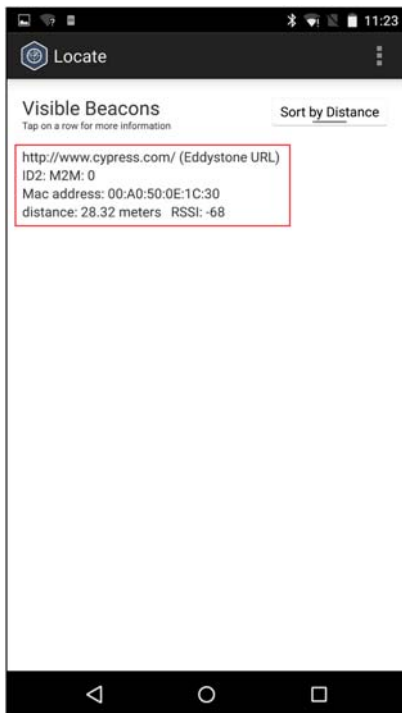 11:23
Locate
Visible Beacons
Sort by Distance
Tap on a row for more information
http://www.cypress.com/ (Eddystone URL)
ID2: M2M: 0
Mac address: 00:A0:50:0E:1C:30
distance: 28.32 meters RSSI: -68